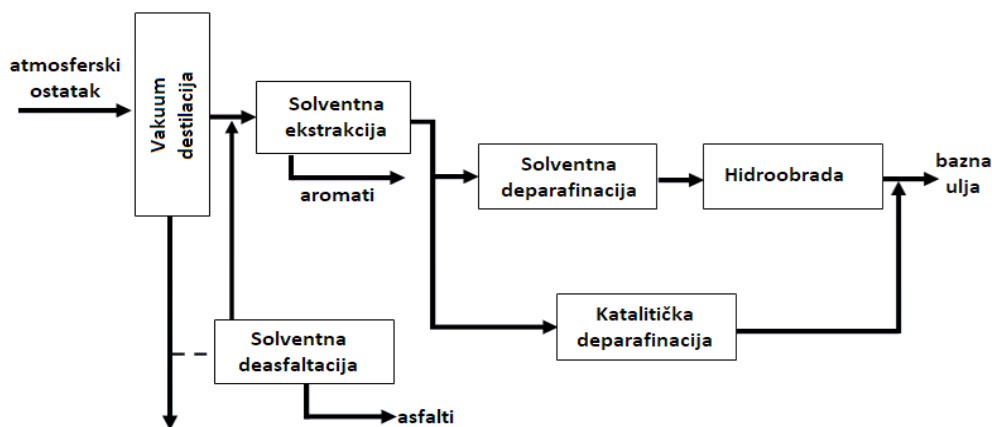 atmosferski
ostatak
Vakuum
destilacija
Solventna
ekstrakcija
aromati
Solventna
deparafinacija
Hidroobrada
bazna
ulja
Katalitička
deparafinacija
Solventna
deasfaltacija
asfalti